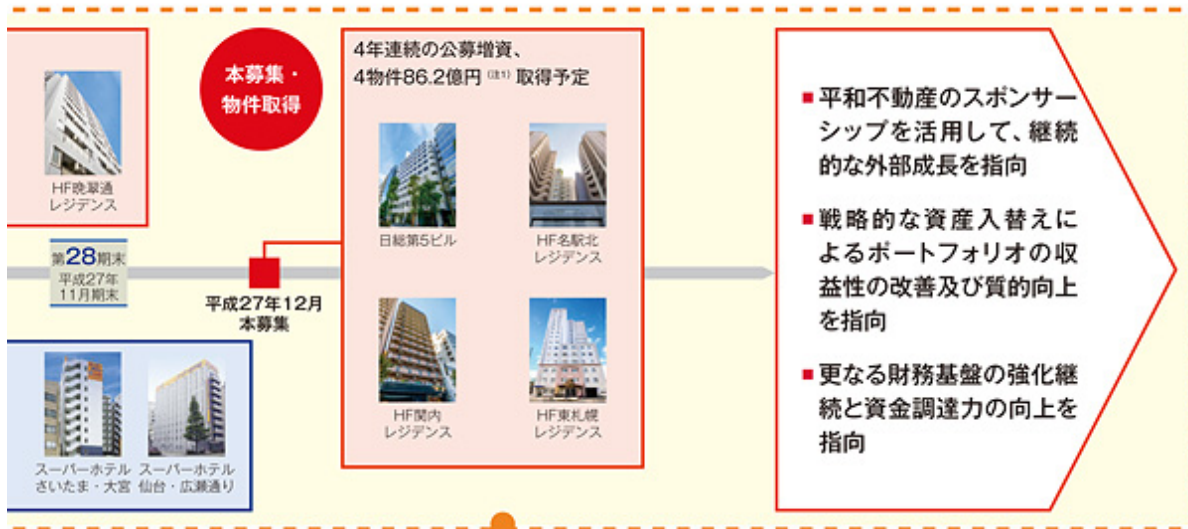 HF晩翠通
レジデンス
第28期末
平成27年
11月期末
スーパーホテル
さいたま・大宮
スーパーホテル
仙台・広瀬通り
本募集・
物件取得
平成27年12月
本募集
4年連続の公募増資、
4物件86.2億円(注1)取得予定
日総第5ビル
HF名駅北
レジデンス
HF関内
レジデンス
HF東札幌
レジデンス
■平和不動産のスポンサー
シップを活用して、継続
的な外部成長を指向
■戦略的な資産入替えに
よるポートフォリオの収
益性の改善及び質的向上
を指向
■更なる財務基盤の強化継
続と資金調達力の向上を
指向